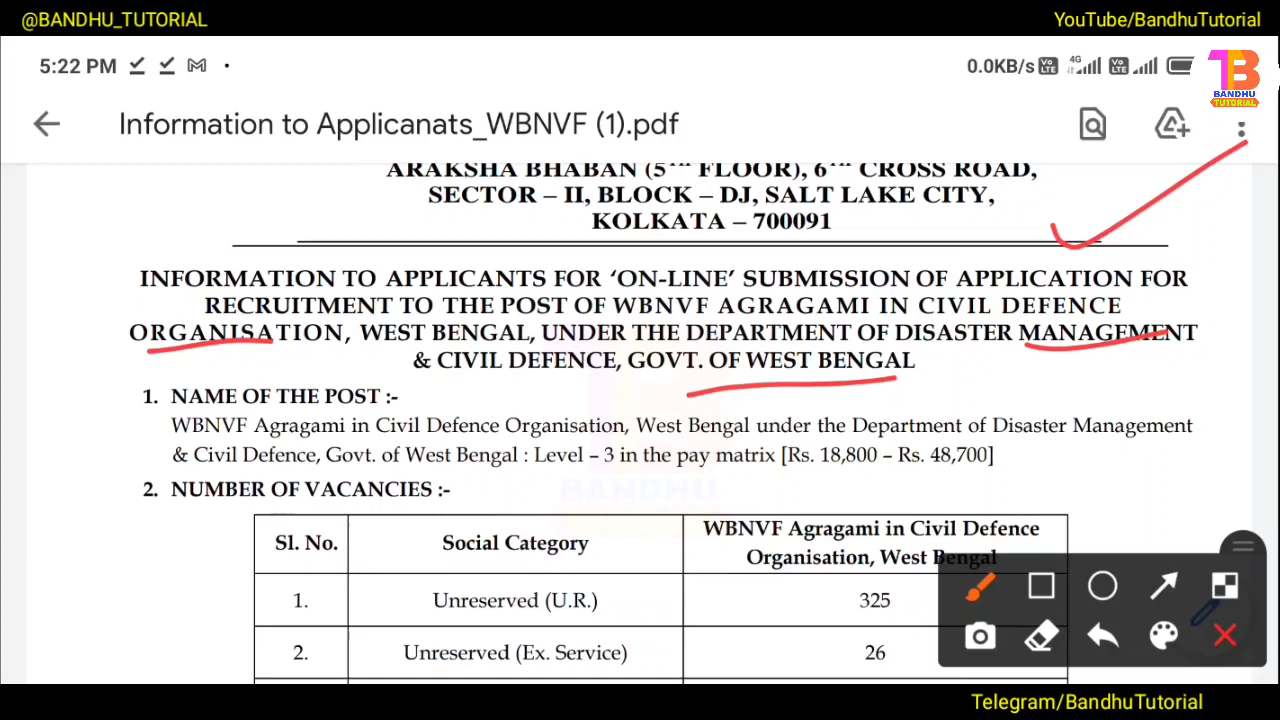 @BANDHU_TUTORIAL
YouTube/BandhuTutorial
5:22 PM
0.0KB/s Vo LTE 4G Vo LTE
BANDHU
TUTORIAL
Information to Applicanats_WBNVF (1).pdf
ARAKSHA BHABAN (5TH FLOOR), 6TH CROSS ROAD,
SECTOR – II, BLOCK – DJ, SALT LAKE CITY,
KOLKATA – 700091
INFORMATION TO APPLICANTS FOR ‘ON-LINE’ SUBMISSION OF APPLICATION FOR
RECRUITMENT TO THE POST OF WBNVF AGRAGAMI IN CIVIL DEFENCE
ORGANISATION, WEST BENGAL, UNDER THE DEPARTMENT OF DISASTER MANAGEMENT
& CIVIL DEFENCE, GOVT. OF WEST BENGAL
1. NAME OF THE POST :-
WBNVF Agragami in Civil Defence Organisation, West Bengal under the Department of Disaster Management
& Civil Defence, Govt. of West Bengal : Level – 3 in the pay matrix [Rs. 18,800 – Rs. 48,700]
BANDHU
2. NUMBER OF VACANCIES :-
Sl. No. Social Category WBNVF Agragami in Civil Defence
Organisation, West Bengal
1. Unreserved (U.R.) 325
2. Unreserved (Ex. Service) 26
Telegram/BandhuTutorial